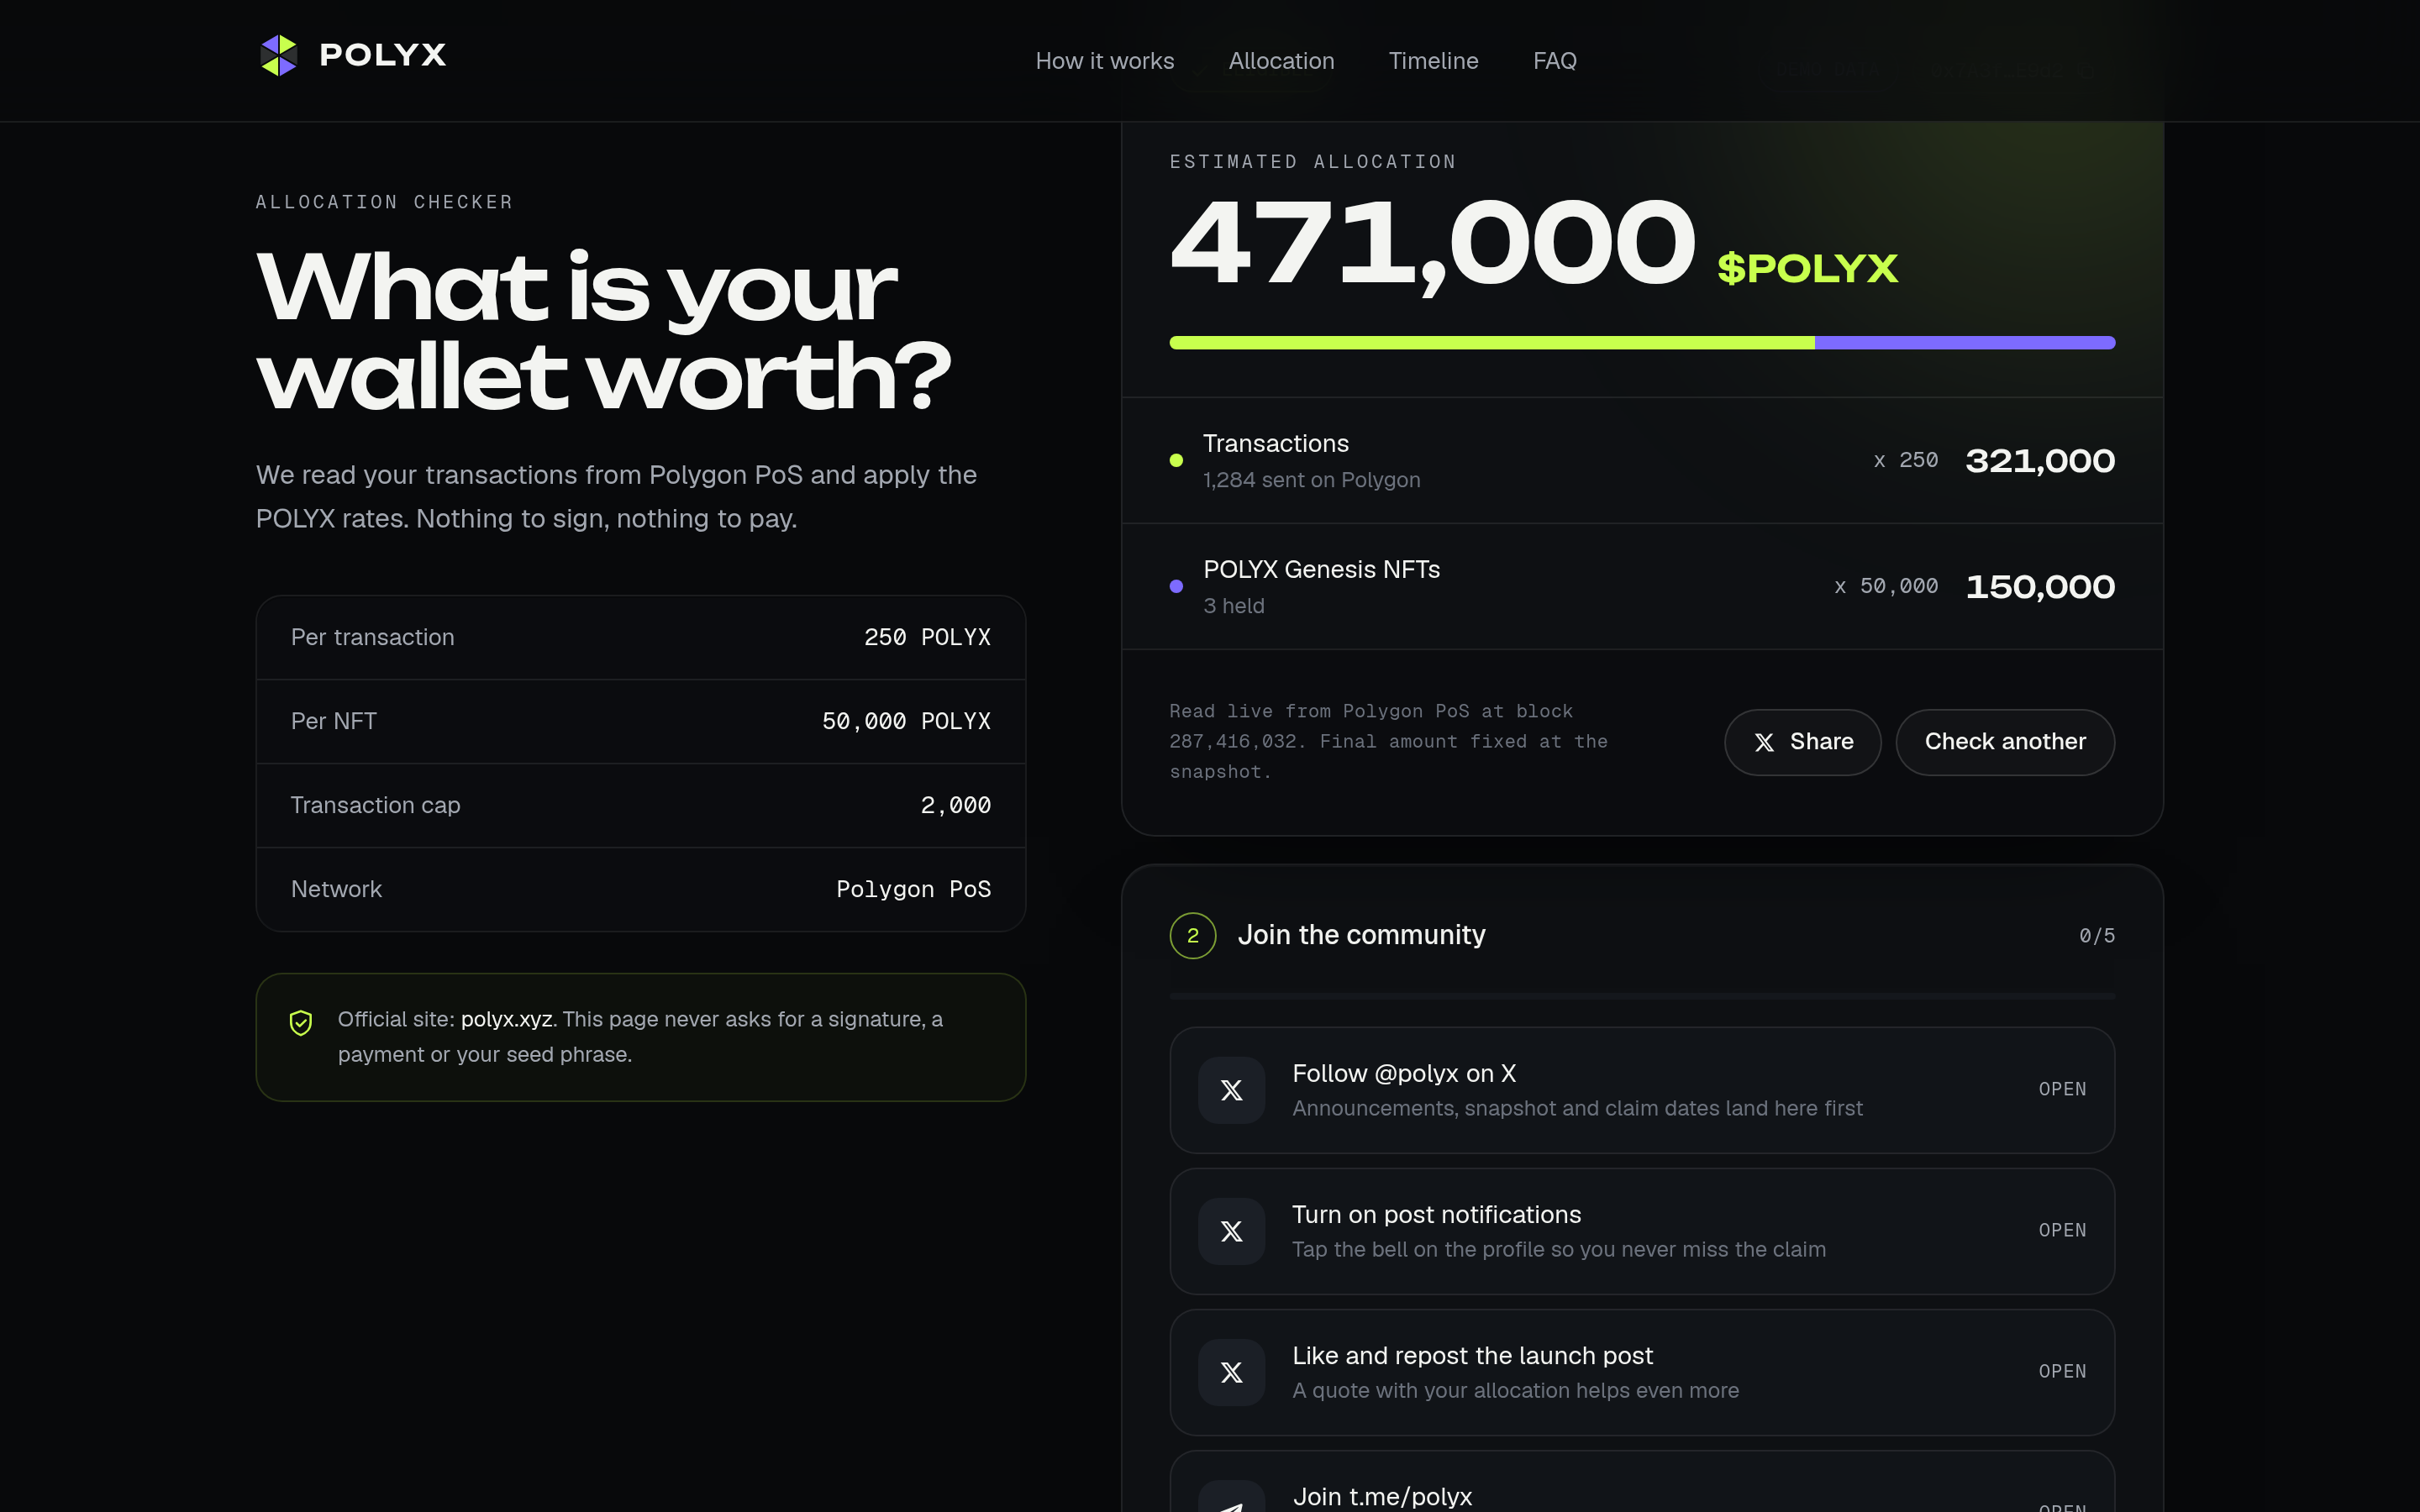 POLYX
How it works
Allocation
Timeline
FAQ
ALLOCATION CHECKER
What is your
wallet worth?
We read your transactions from Polygon PoS and apply the
POLYX rates. Nothing to sign, nothing to pay.
Per transaction 250 POLYX
Per NFT 50,000 POLYX
Transaction cap 2,000
Network Polygon PoS
Official site: polyx.xyz. This page never asks for a signature, a
payment or your seed phrase.
ESTIMATED ALLOCATION
471,000 $POLYX
Transactions
1,284 sent on Polygon
x 250 321,000
POLYX Genesis NFTs
3 held
x 50,000 150,000
Read live from Polygon PoS at block
287,416,032. Final amount fixed at the
snapshot.
Share
Check another
2 Join the community 0/5
Follow @polyx on X
Announcements, snapshot and claim dates land here first
OPEN
Turn on post notifications
Tap the bell on the profile so you never miss the claim
OPEN
Like and repost the launch post
A quote with your allocation helps even more
OPEN
Join t.me/polyx
OPEN